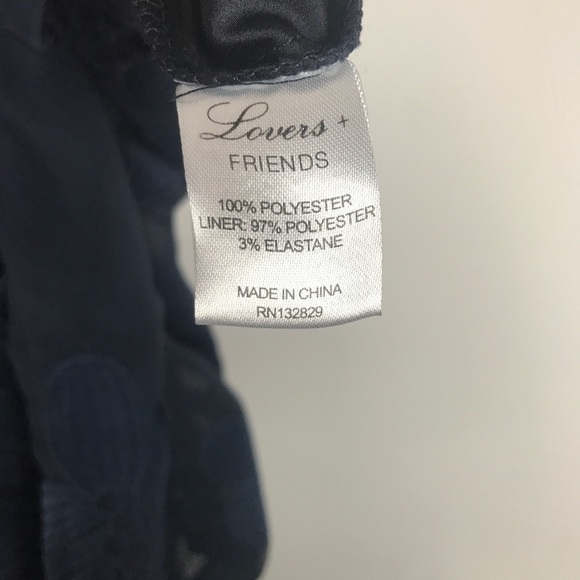 Lovers +
FRIENDS
100% POLYESTER
LINER: 97% POLYESTER
3% ELASTANE
MADE IN CHINA
RN132829